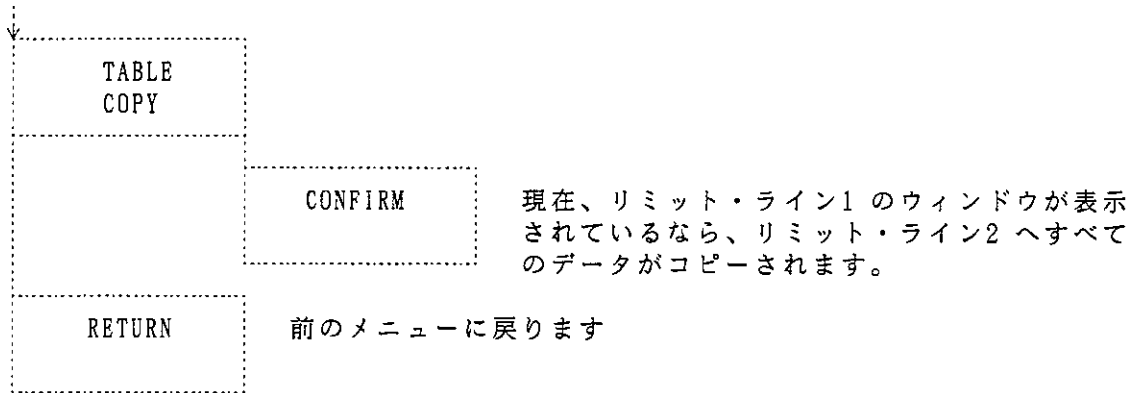 TABLE
COPY
CONFIRM
現在、リミット・ライン1 のウィンドウが表示
されているなら、リミット・ライン2 へすべて
のデータがコピーされます。
RETURN
前のメニューに戻ります